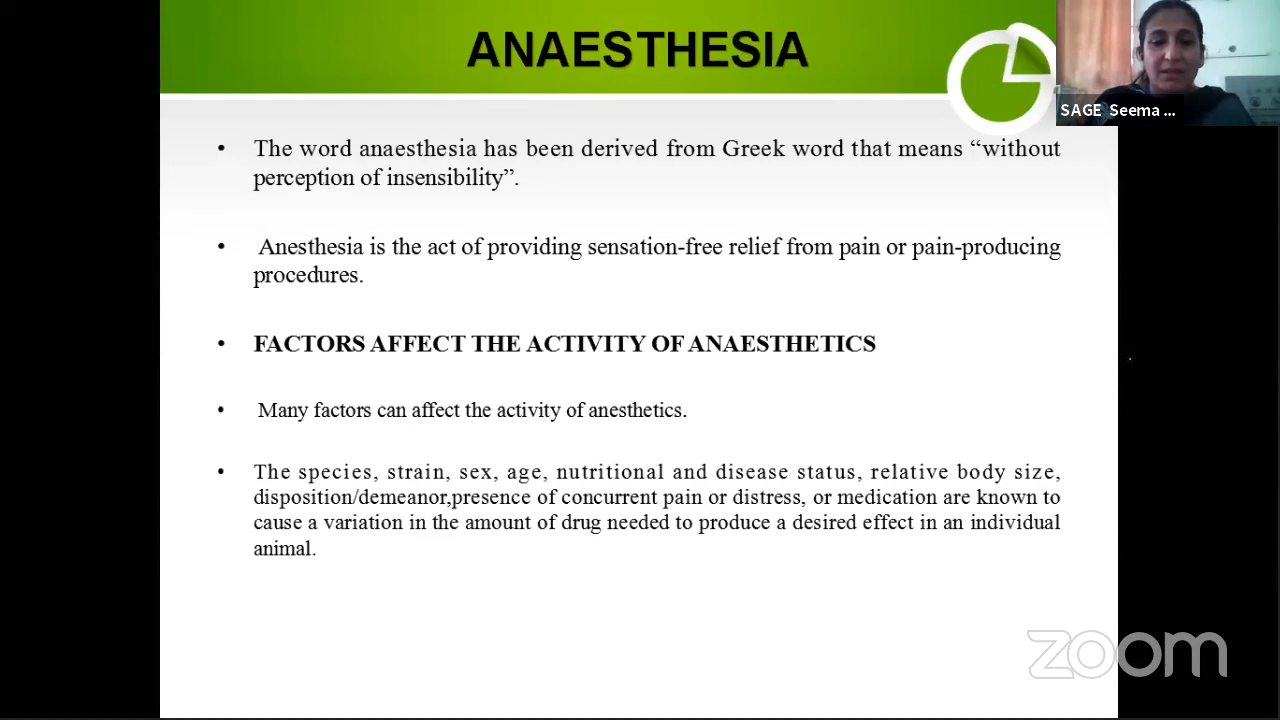 ANAESTHESIA
SAGE Seema ...
• The word anaesthesia has been derived from Greek word that means “without
perception of insensibility”.
• Anesthesia is the act of providing sensation-free relief from pain or pain-producing
procedures.
• FACTORS AFFECT THE ACTIVITY OF ANAESTHETICS
• Many factors can affect the activity of anesthetics.
• The species, strain, sex, age, nutritional and disease status, relative body size,
disposition/demeanor,presence of concurrent pain or distress, or medication are known to
cause a variation in the amount of drug needed to produce a desired effect in an individual
animal.
zoom